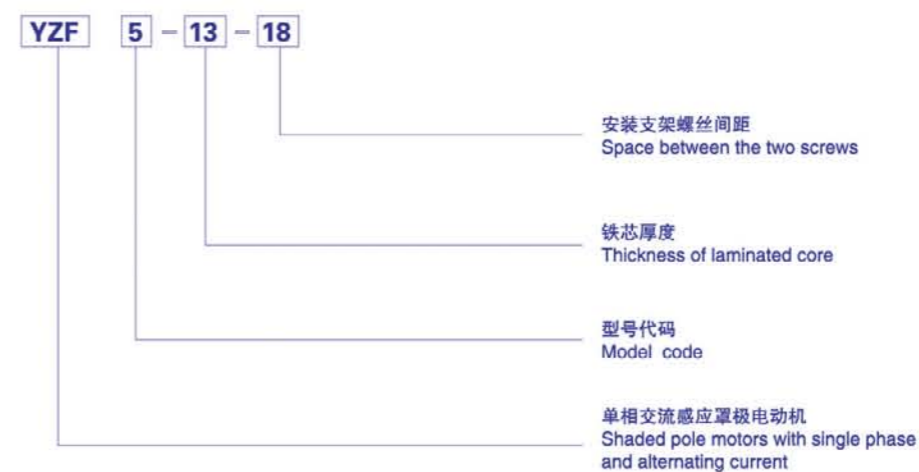 YZF 5 - 13 - 18
安装支架螺丝间距
Space between the two screws
铁芯厚度
Thickness of laminated core
型号代码
Model code
单相交流感应罩极电动机
Shaded pole motors with single phase
and alternating current